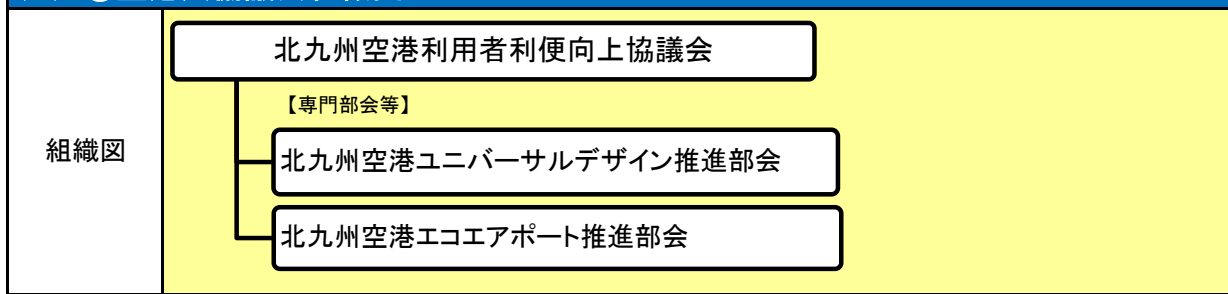 北九州空港利用者利便向上協議会
【専門部会等】
組織図
北九州空港ユニバーサルデザイン推進部会
北九州空港エコエアポート推進部会